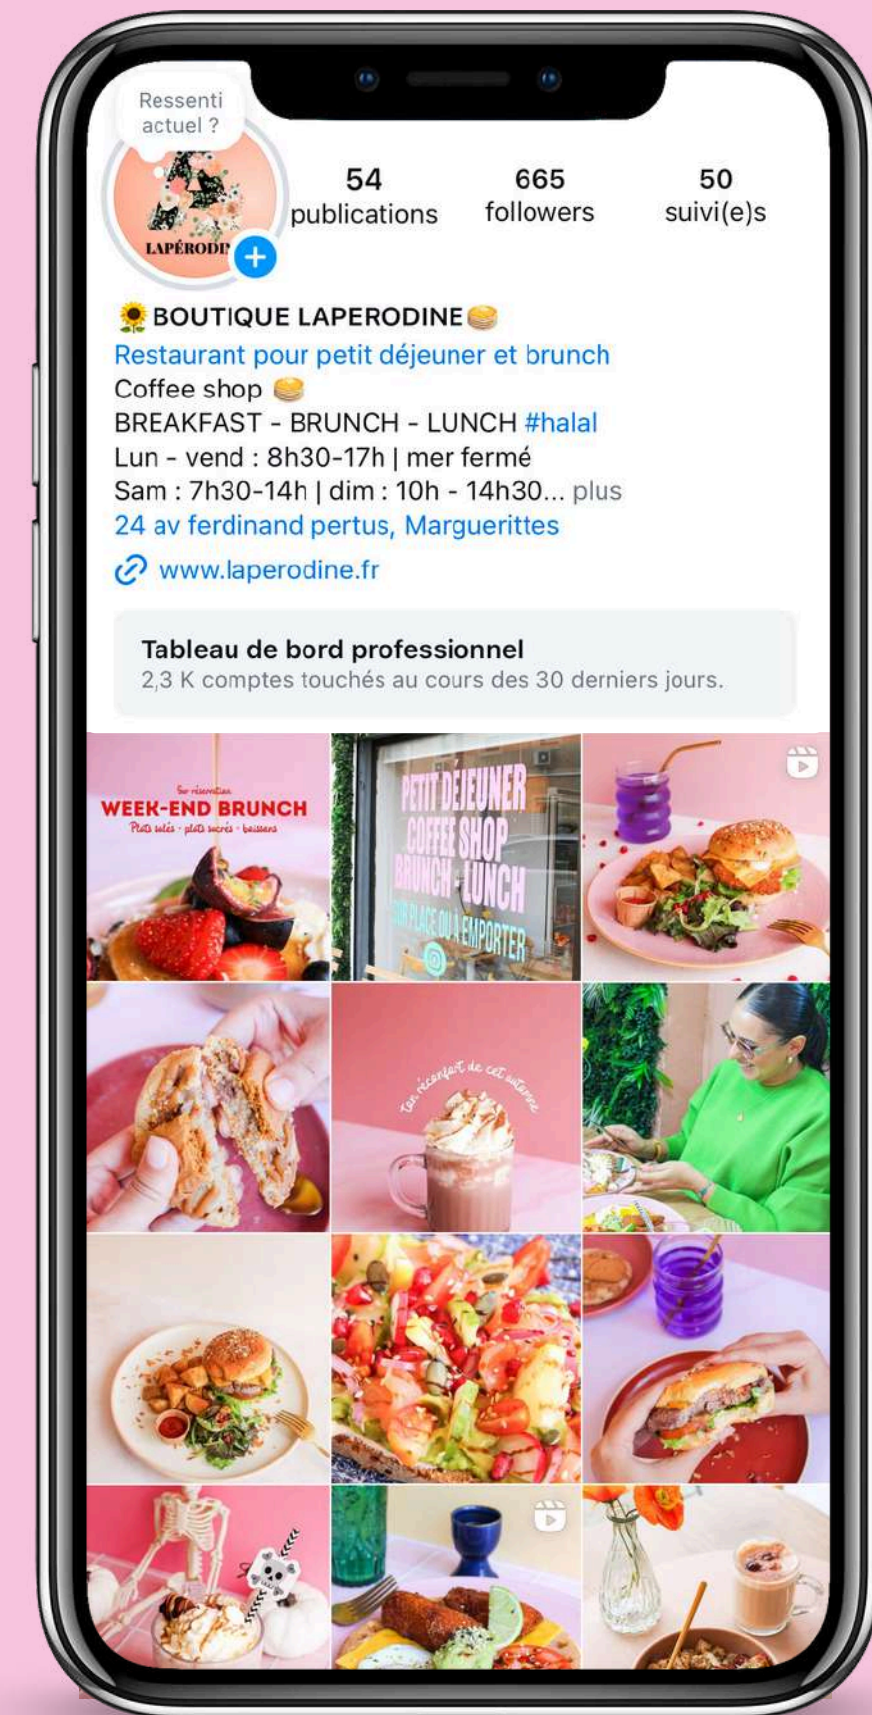 Ressenti
actuel ?
LAPÉRODI
54
publications
665
followers
50
suivi(e)s
🌻BOUTIQUE LAPERODINE🥞
Restaurant pour petit déjeuner et brunch
Coffee shop 🥞
BREAKFAST - BRUNCH - LUNCH #halal
Lun - vend : 8h30-17h | mer fermé
Sam : 7h30-14h | dim : 10h - 14h30... plus
24 av ferdinand pertus, Marguerittes
www.laperodine.fr
Tableau de bord professionnel
2,3 K comptes touchés au cours des 30 derniers jours.
Sur réservation
WEEK-END BRUNCH
Plats salés - plats sucrés - boissons
PETIT DÉJEUNER
COFFEE SHOP
BRUNCH - LUNCH
SUR PLACE OU À EMPORTER
ton réconfort de cet automne